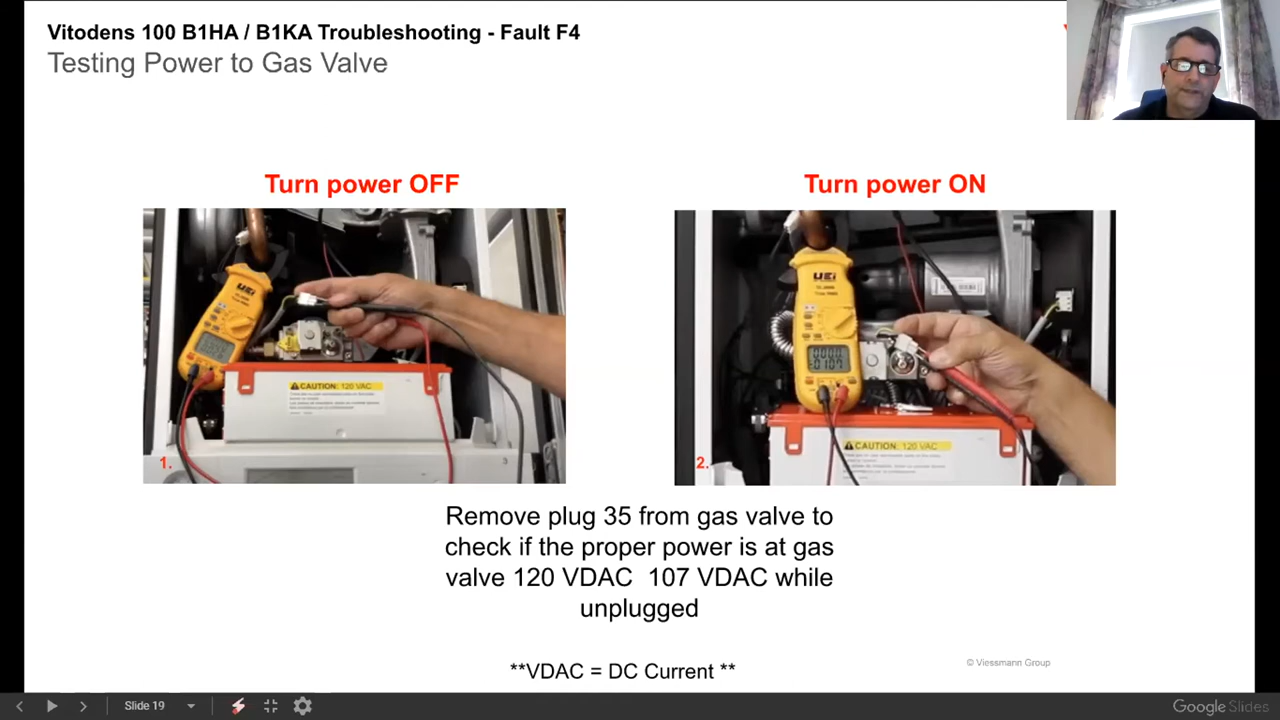 Vitodens 100 B1HA / B1KA Troubleshooting - Fault F4
Testing Power to Gas Valve
Turn power OFF
Turn power ON
UEi
CAUTION: 120 VAC
1.
3
UEi
CAUTION: 120 VAC
2.
Remove plug 35 from gas valve to
check if the proper power is at gas
valve 120 VDAC 107 VDAC while
unplugged
**VDAC = DC Current **
© Viessmann Group
Slide 19
Google Slides